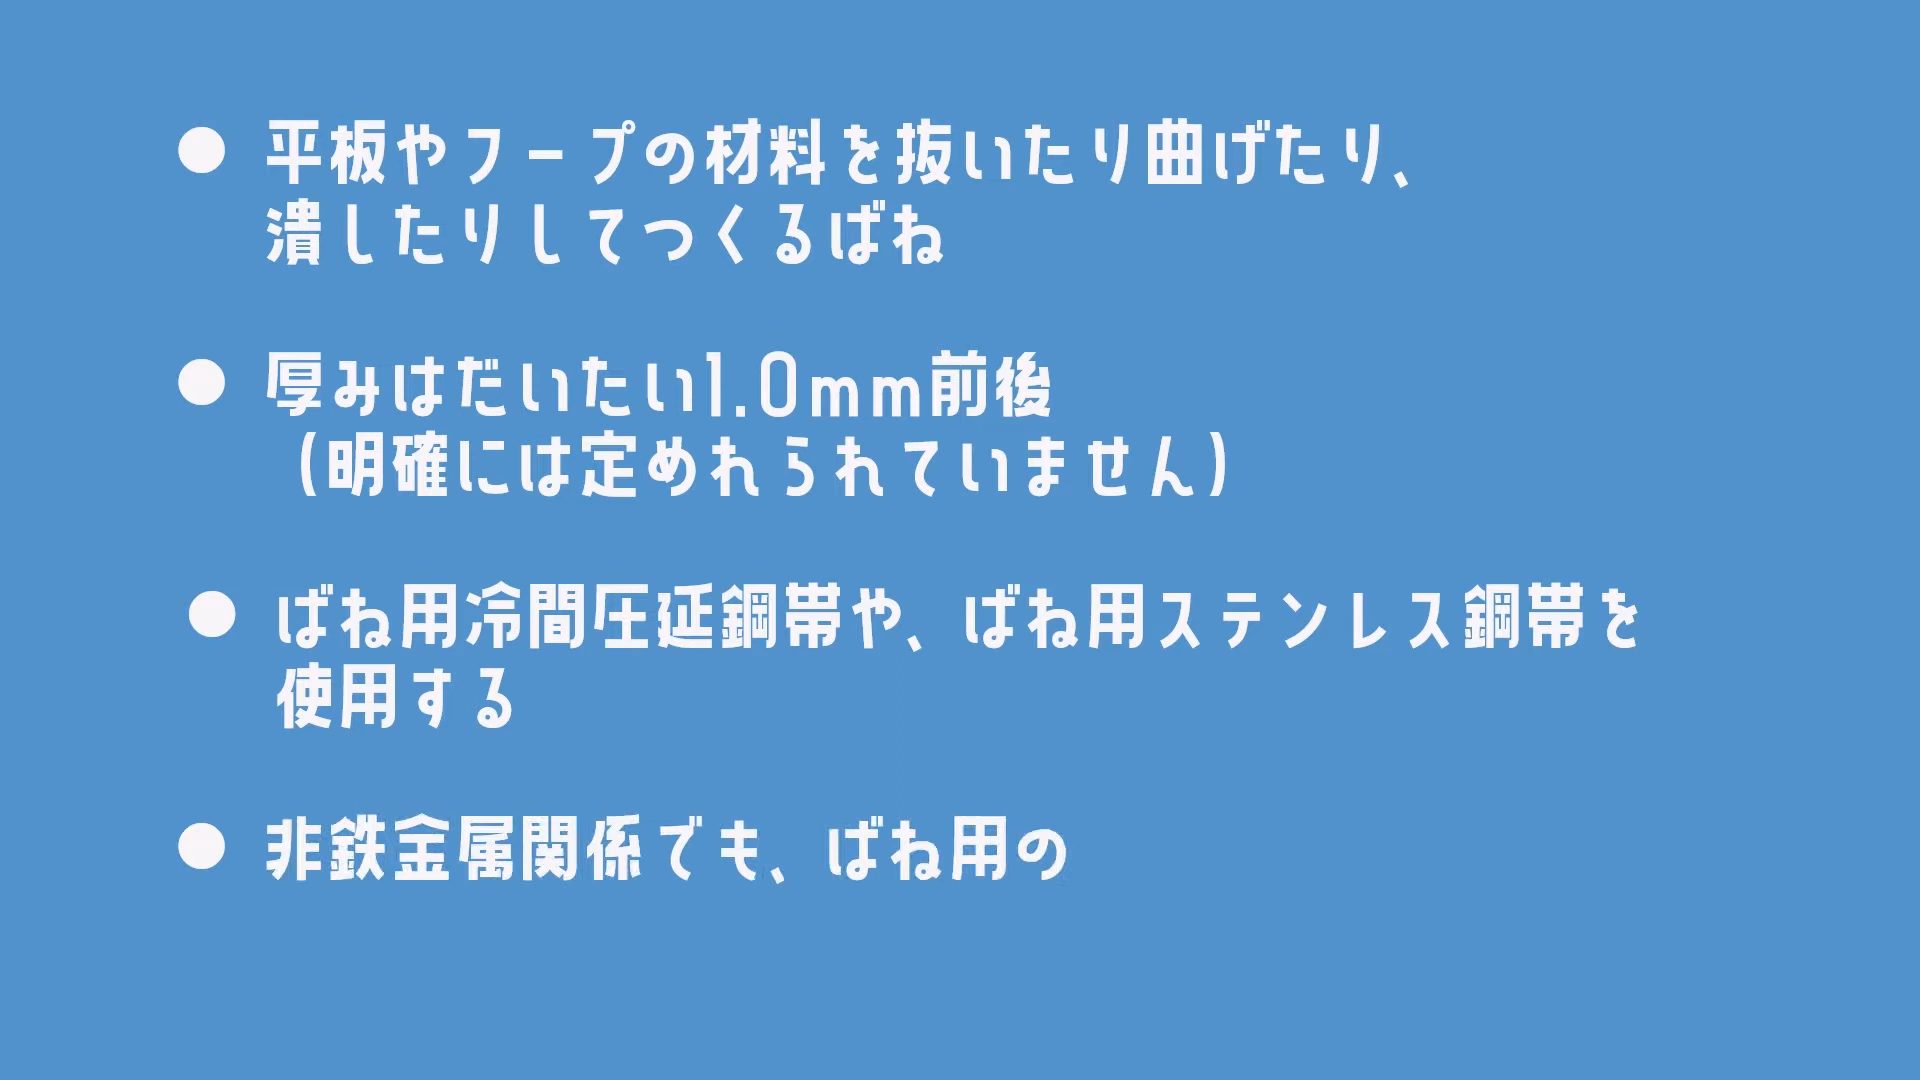 ● 平板やフープの材料を抜いたり曲げたり、
潰したりしてつくるばね
● 厚みはだいたい1.0mm前後
(明確には定めれられていません)
● ばね用冷間圧延鋼帯や、ばね用ステンレス鋼帯を
使用する
● 非鉄金属関係でも、ばね用の